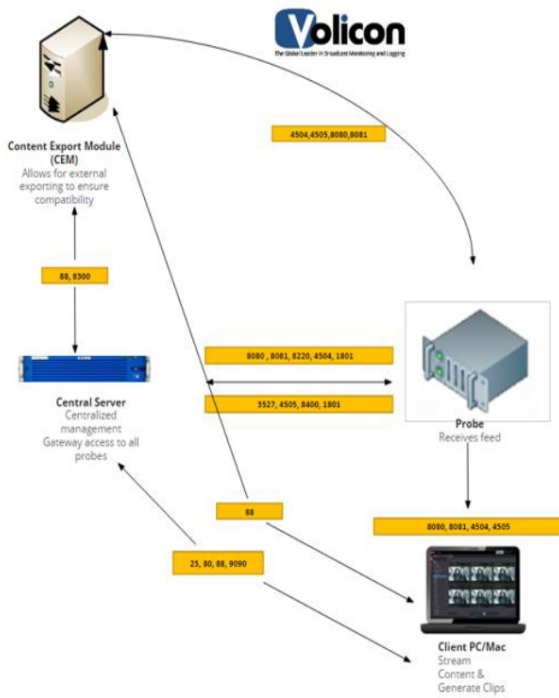 Volicon
The Global Leader in Broadcast Monitoring and Logging
4504,4505,8080,8081
Content Export Module
(CEM)
Allows for external
exporting to ensure
compatibility
88, 8300
8080 , 8081, 8220, 4504, 1801
3527, 4505, 8400, 1801
Central Server
Centralized
management
Gateway access to all
probes
Probe
Receives feed
88
8080, 8081, 4504, 4505
25, 80, 88, 9090
Client PC/Mac
Stream
Content &
Generate Clips